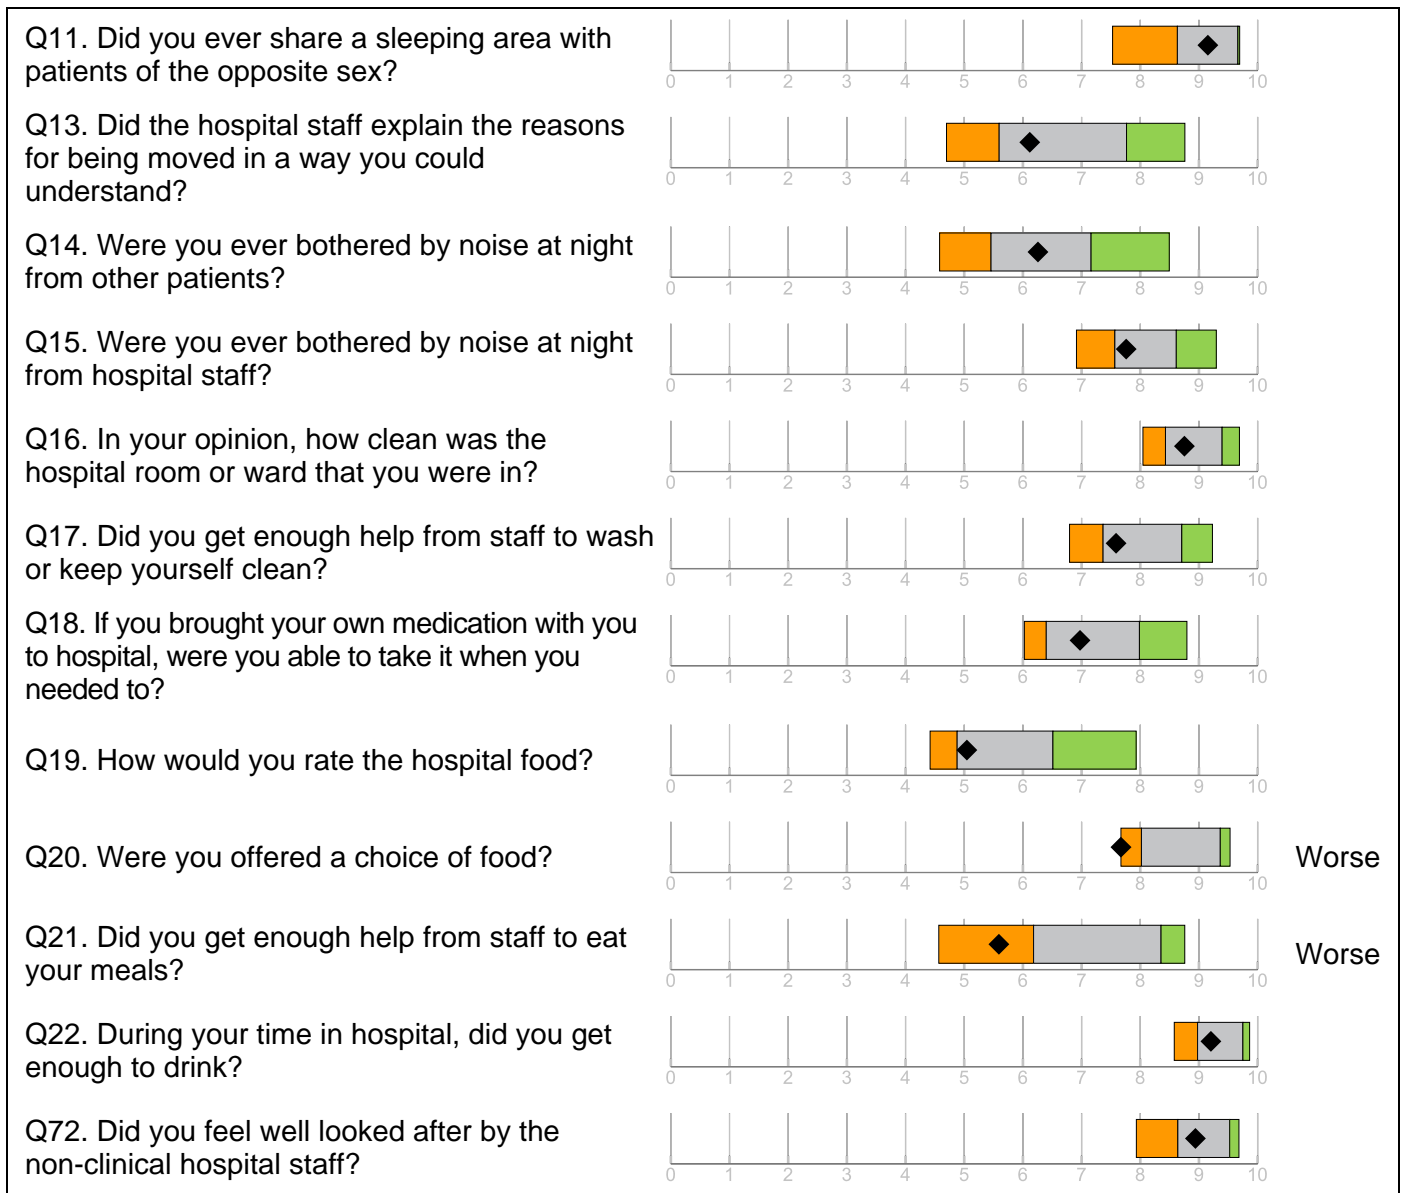 Q11. Did you ever share a sleeping area with
patients of the opposite sex?
0 1 2 3 4 5 6 7 8 9 10
Q13. Did the hospital staff explain the reasons
for being moved in a way you could
understand?
0 1 2 3 4 5 6 7 8 9 10
Q14. Were you ever bothered by noise at night
from other patients?
0 1 2 3 4 5 6 7 8 9 10
Q15. Were you ever bothered by noise at night
from hospital staff?
0 1 2 3 4 5 6 7 8 9 10
Q16. In your opinion, how clean was the
hospital room or ward that you were in?
0 1 2 3 4 5 6 7 8 9 10
Q17. Did you get enough help from staff to wash
or keep yourself clean?
0 1 2 3 4 5 6 7 8 9 10
Q18. If you brought your own medication with you
to hospital, were you able to take it when you
needed to?
0 1 2 3 4 5 6 7 8 9 10
Q19. How would you rate the hospital food?
0 1 2 3 4 5 6 7 8 9 10
Q20. Were you offered a choice of food?
Worse
0 1 2 3 4 5 6 7 8 9 10
Q21. Did you get enough help from staff to eat
your meals?
Worse
0 1 2 3 4 5 6 7 8 9 10
Q22. During your time in hospital, did you get
enough to drink?
0 1 2 3 4 5 6 7 8 9 10
Q72. Did you feel well looked after by the
non-clinical hospital staff?
0 1 2 3 4 5 6 7 8 9 10